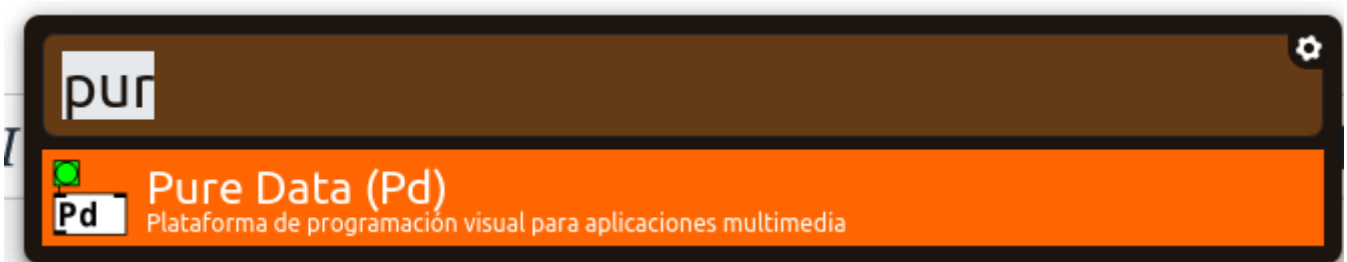 pur
Pure Data (Pd)
Pd
Plataforma de programación visual para aplicaciones multimedia